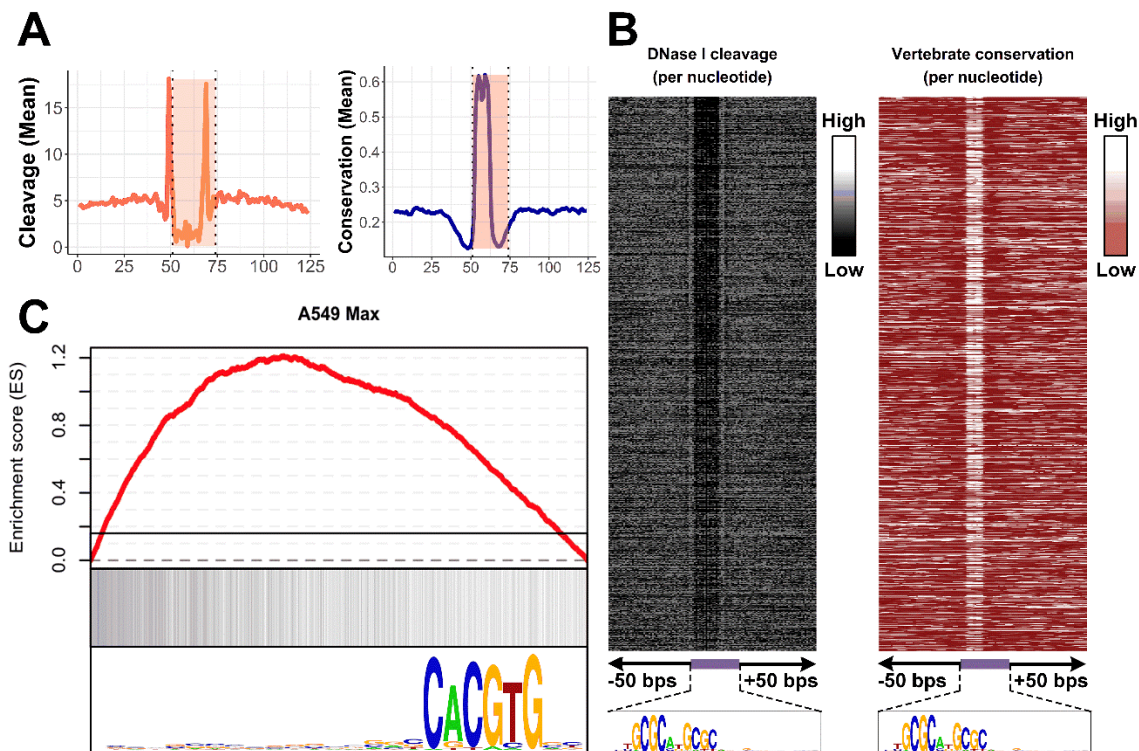 A
Cleavage (Mean)
15
10
5
0
0
25
50
75
100
125
Conservation (Mean)
0.6
0.5
0.4
0.3
0.2
0
25
50
75
100
125
B
DNase I cleavage
(per nucleotide)
High
Low
-50 bps
+50 bps
TGCGCATGCGC
Vertebrate conservation
(per nucleotide)
High
Low
-50 bps
+50 bps
TGCGCATGCGC
C
A549 Max
Enrichment score (ES)
1.2
0.8
0.4
0.0
CACGTG